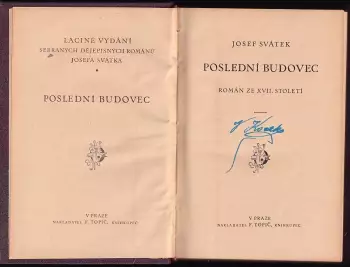 LACINÉ VYDÁNÍ
SEBRANÝCH DĚJEPISNÝCH ROMÁNŮ
JOSEFA SVÁTKA
POSLEDNÍ BUDOVEC
V PRAZE
NAKLADATEL F. TOPIČ, KNIHKUPEC
JOSEF SVÁTEK
POSLEDNÍ BUDOVEC
ROMÁN ZE XVII. STOLETÍ
V PRAZE
NAKLADATEL F. TOPIČ, KNIHKUPEC